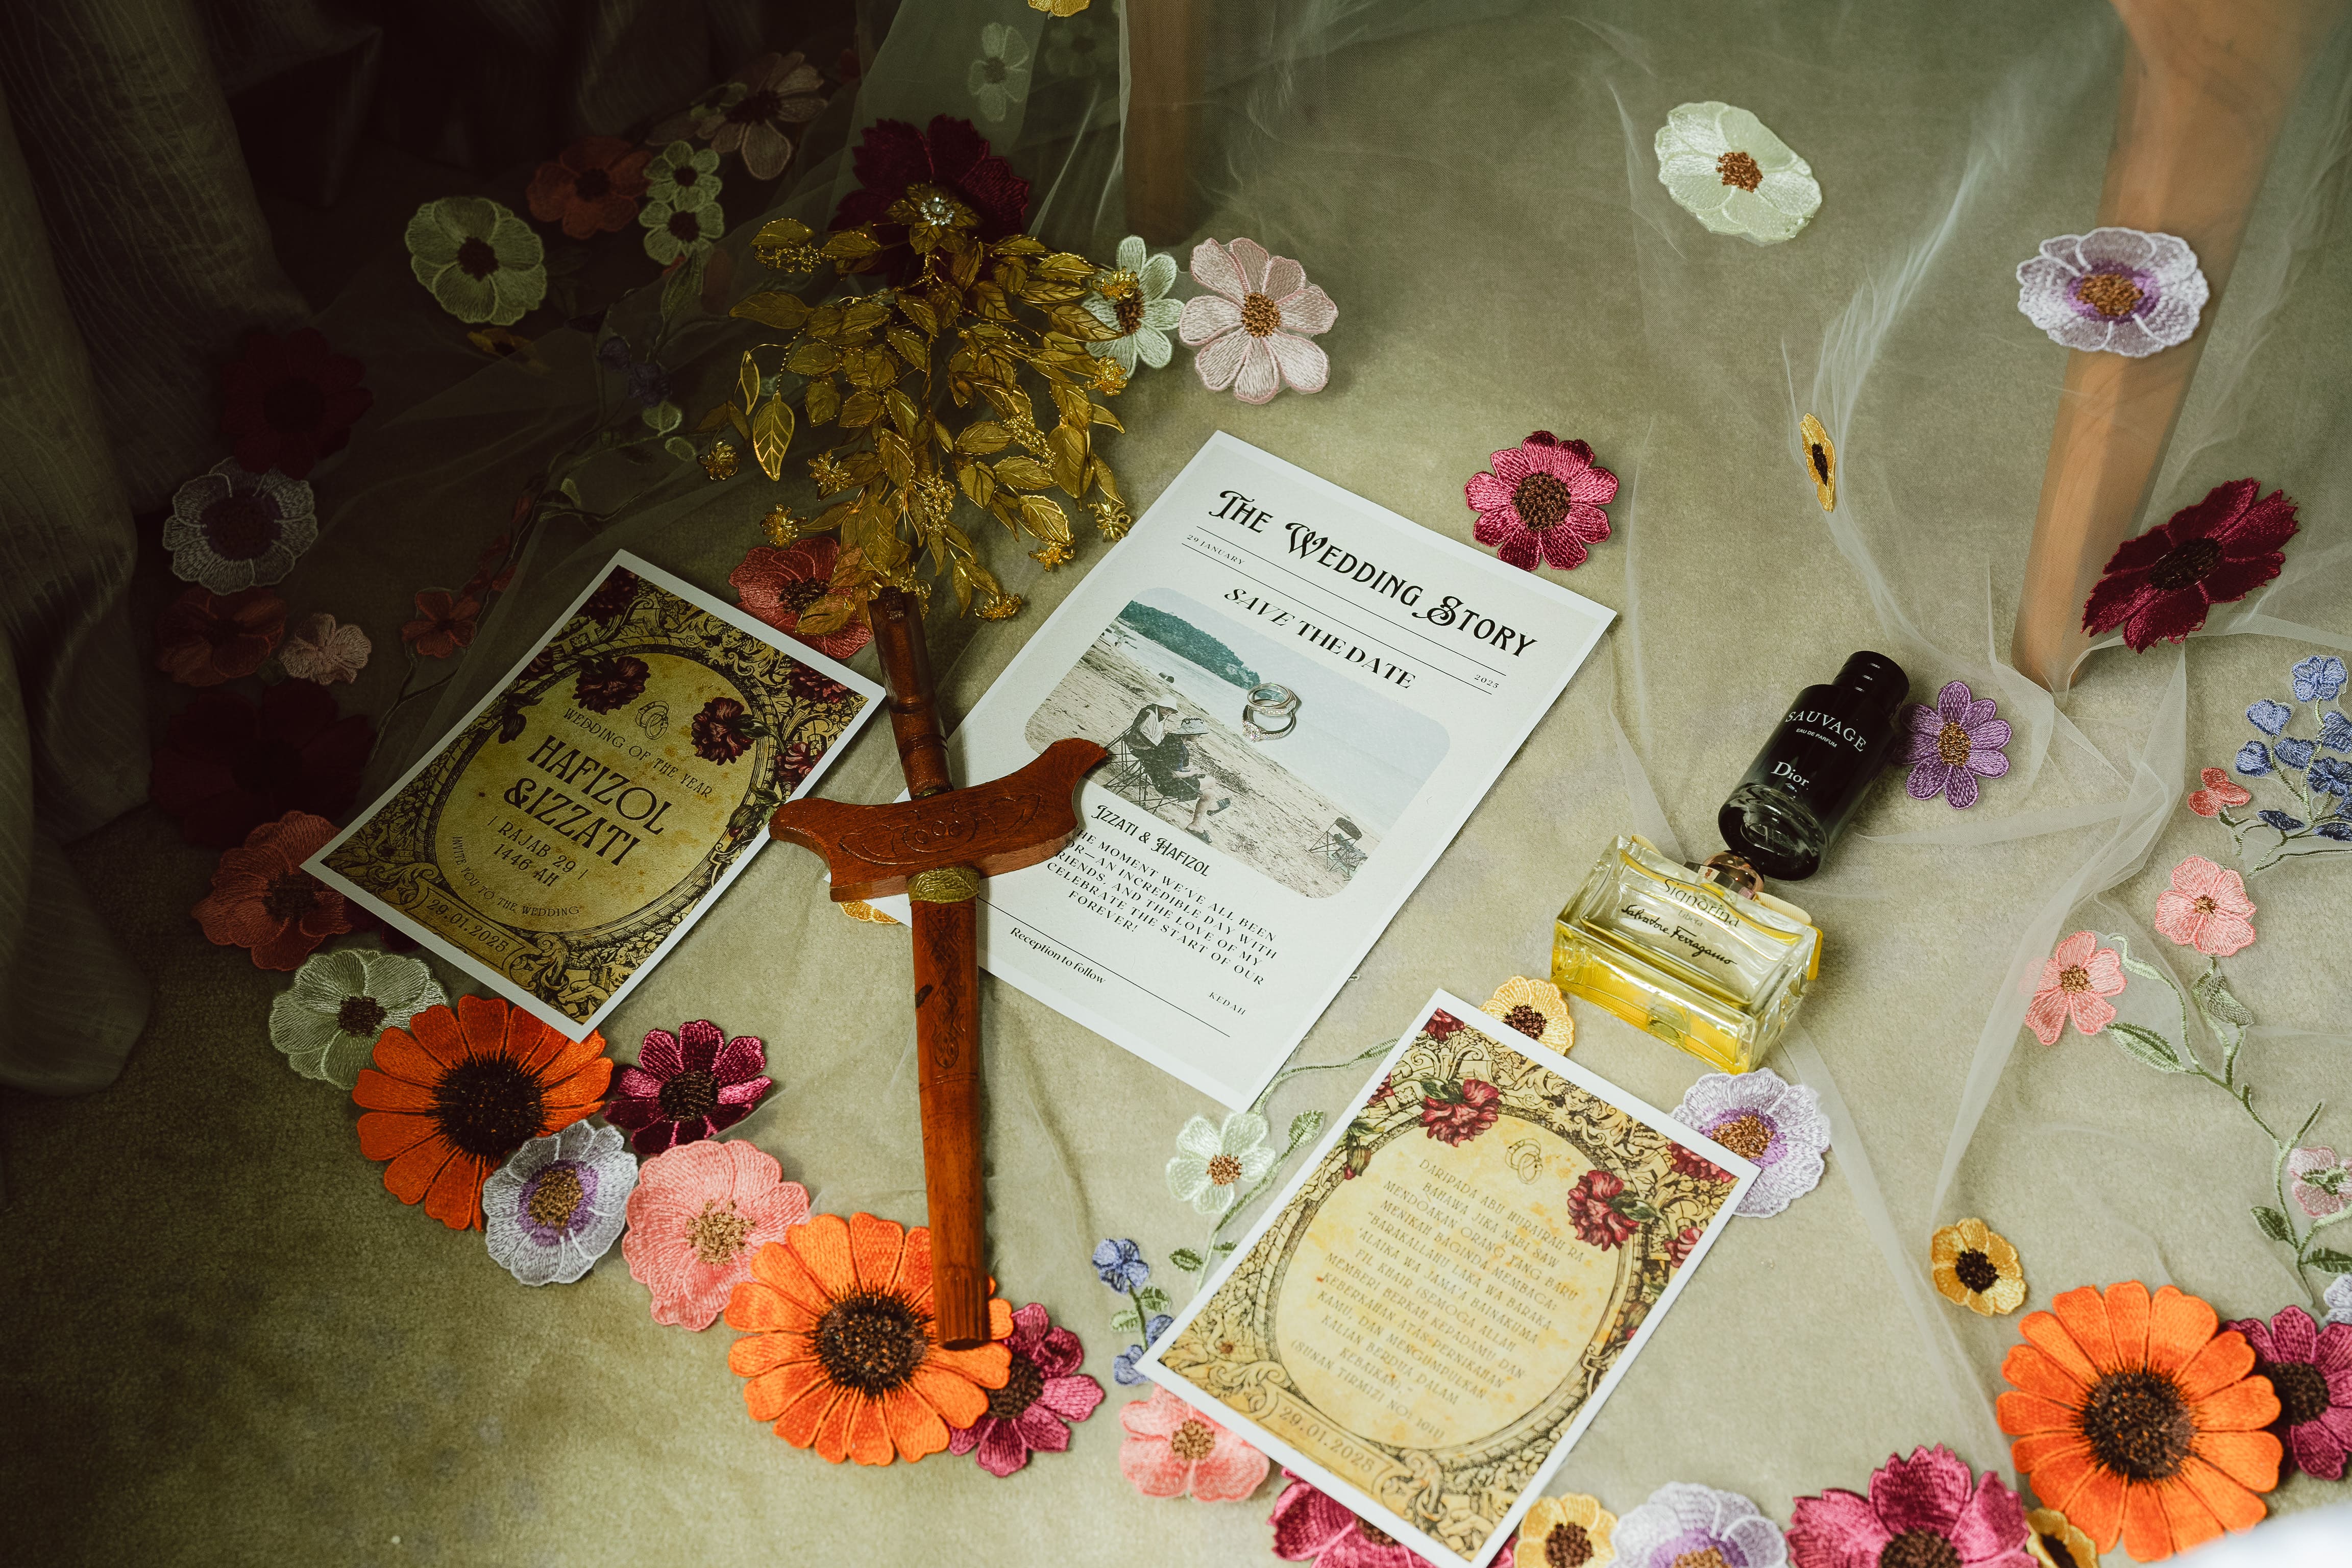 WEDDING OF THE YEAR
HAFIZOL
&IZZATI
| RAJAB 29 |
1446 AH
INVITE YOU TO THE WEDDING
29.01.2025
THE WEDDING STORY
29 JANUARY
2025
SAVE THE DATE
IZZATI & HAFIZOL
HE MOMENT WE'VE ALL BEEN
OR—AN INCREDIBLE DAY WITH
RIENDS, AND THE LOVE OF MY
CELEBRATE THE START OF OUR
FOREVER!
KEDAH
Reception to follow
SAUVAGE
EAU DE PARFUM
Dior
Signorina
Libera
Salvatore Ferragamo
DARIPADA ABU HURAIRAH RA
BAHAWA JIKA NABI SAW
MENDOAKAN ORANG YANG BARU
MENIKAH BAGINDA MEMBACA:
"BARAKALLAHU LAKA WA BARAKA
'ALAIKA WA JAMA'A BAINAKUMA
FIL KHAIR (SEMOGA ALLAH
MEMBERI BERKAH KEPADAMU DAN
KEBERKAHAN ATAS PERNIKAHAN
KAMU, DAN MENGUMPULKAN
KALIAN BERDUA DALAM
KEBAIKAN."
(SUNAN TIRMIZI NO: 1011)
29.01.2025